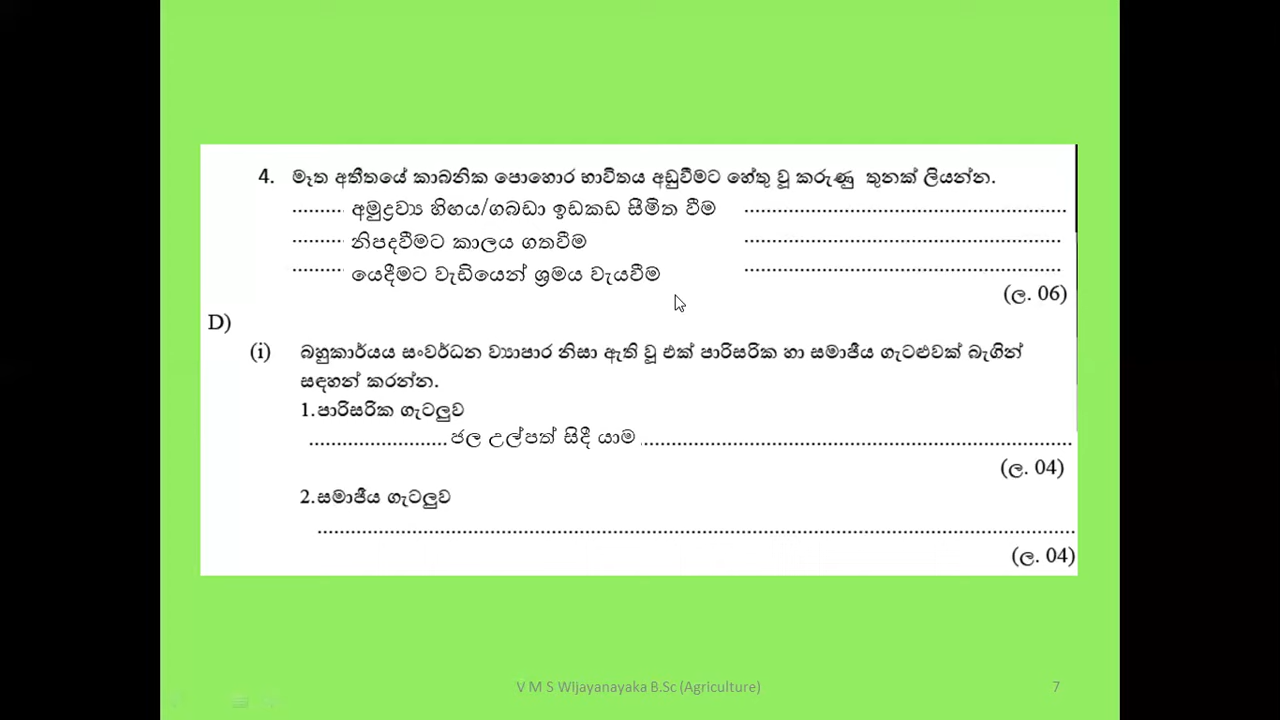 4. මෑත අතීතයේ කාබනික පොහොර භාවිතය අඩුවීමට හේතු වූ කරුණු තුනක් ලියන්න.
......... අමුද්‍රව්‍ය හිඟය/ගබඩා ඉඩකඩ සීමිත වීම .........
......... නිපදවීමට කාලය ගතවීම .........
......... යෙදීමට වැඩියෙන් ශ්‍රමය වැයවීම .........
(ල. 06)
D)
(i) බහුකාර්යය සංවර්ධන ව්‍යාපාර නිසා ඇති වූ එක් පාරිසරික හා සමාජීය ගැටළුවක් බැගින්
සඳහන් කරන්න.
1.පාරිසරික ගැටලුව
......... ජල උල්පත් සිදී යාම .........
(ල. 04)
2.සමාජීය ගැටලුව
.........
(ල. 04)
V M S Wijayanayaka B.Sc (Agriculture) 7